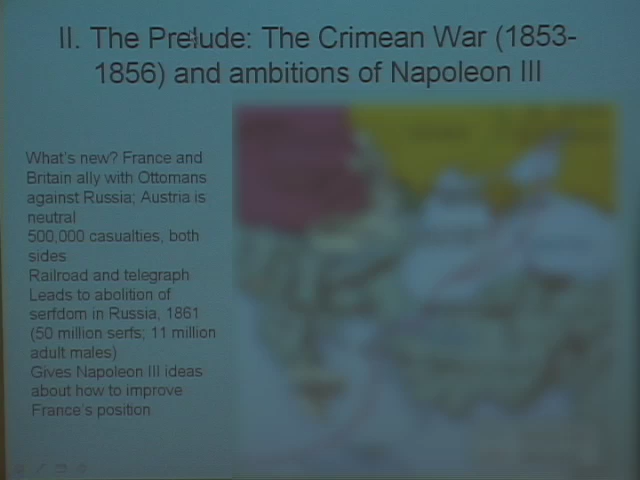 II. The Prelude: The Crimean War (1853-
1856) and ambitions of Napoleon III
What's new? France and
Britain ally with Ottomans
against Russia; Austria is
neutral
500,000 casualties, both
sides
Railroad and telegraph
Leads to abolition of
serfdom in Russia, 1861
(50 million serfs; 11 million
adult males)
Gives Napoleon III ideas
about how to improve
France's position